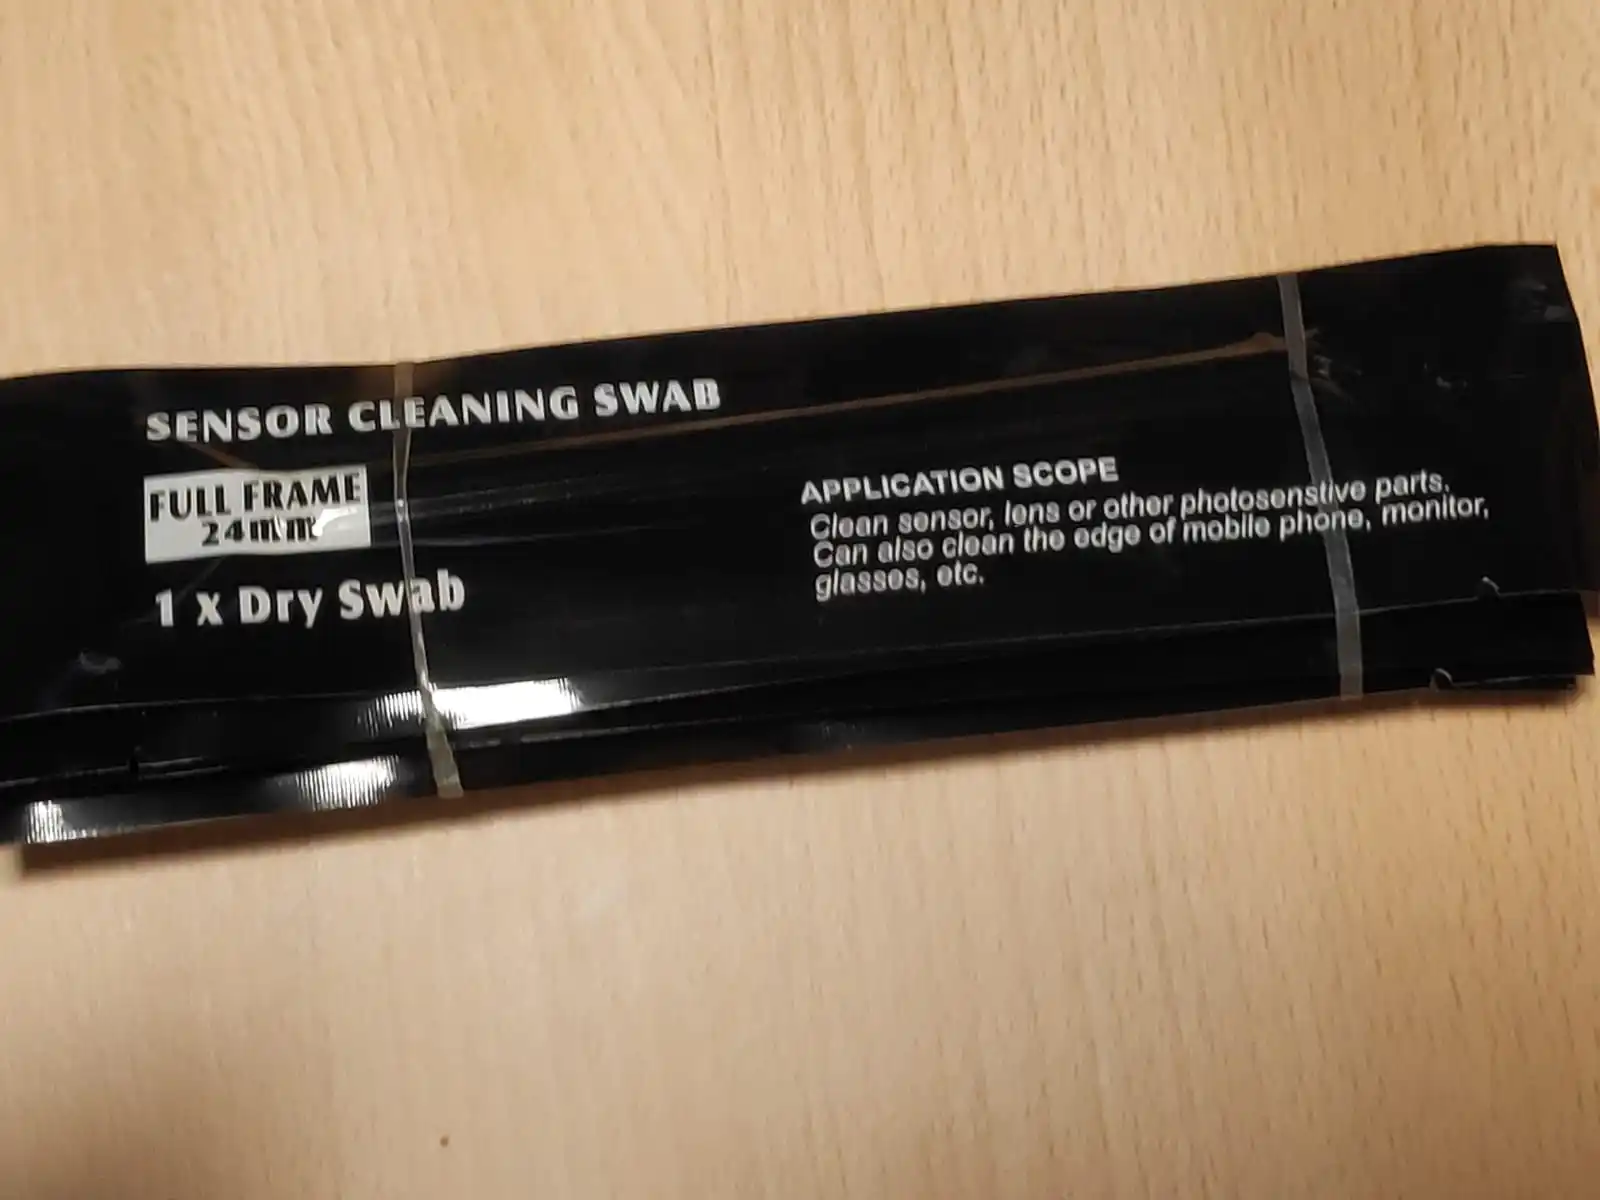 SENSOR CLEANING SWAB
FULL FRAME
24mm
1 x Dry Swab
APPLICATION SCOPE
Clean sensor, lens or other photosenstive parts.
Can also clean the edge of mobile phone, monitor,
glasses, etc.